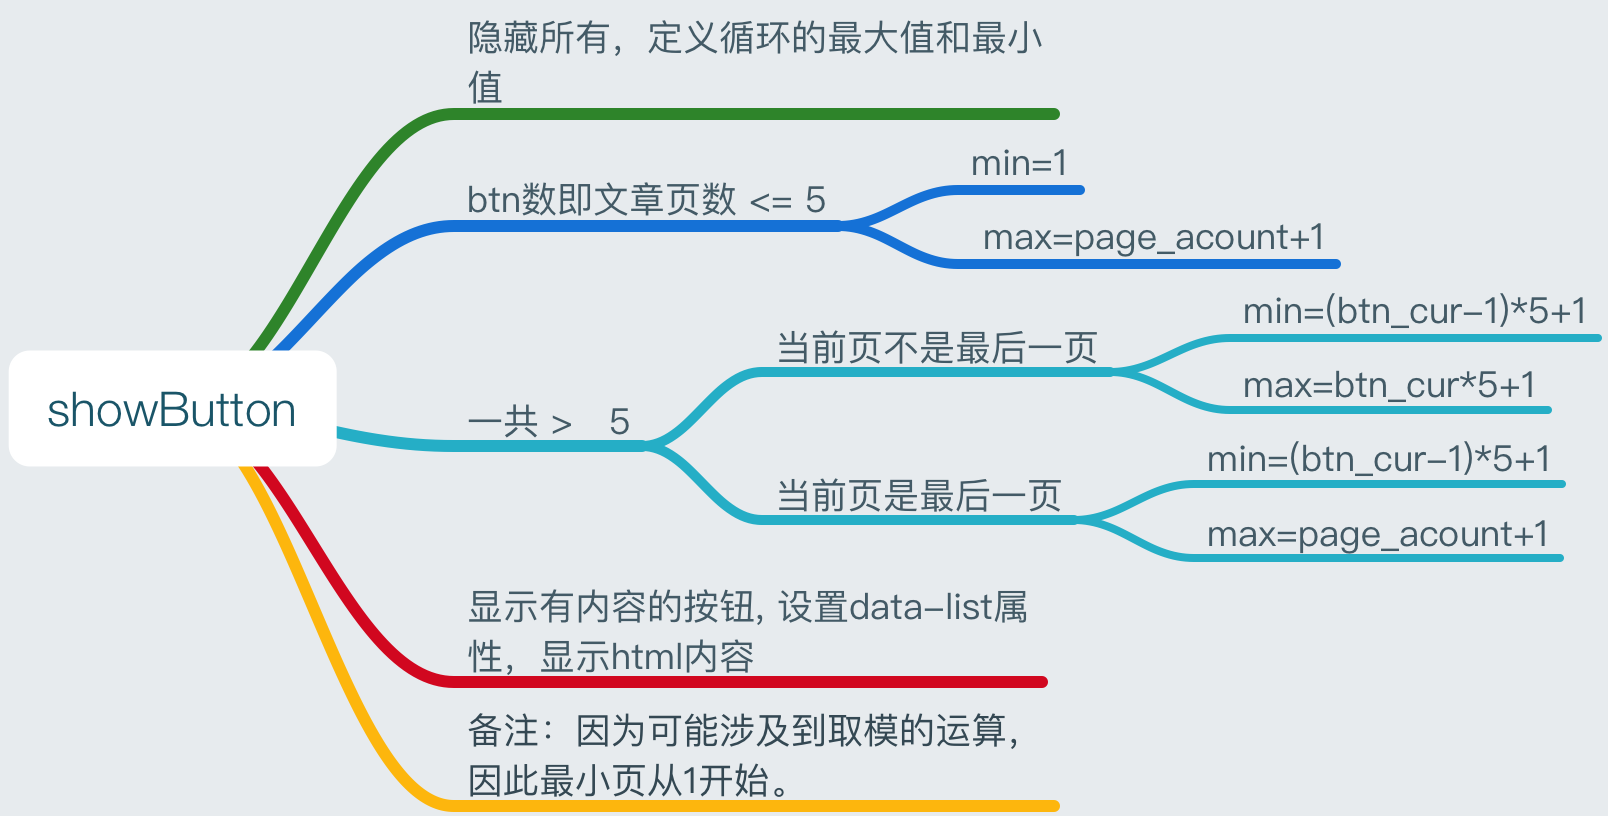 隐藏所有，定义循环的最大值和最小
值
btn数即文章页数 <= 5
min=1
max=page_acount+1
showButton
一共 > 5
当前页不是最后一页
min=(btn_cur-1)*5+1
max=btn_cur*5+1
当前页是最后一页
min=(btn_cur-1)*5+1
max=page_acount+1
显示有内容的按钮, 设置data-list属
性，显示html内容
备注：因为可能涉及到取模的运算，
因此最小页从1开始。